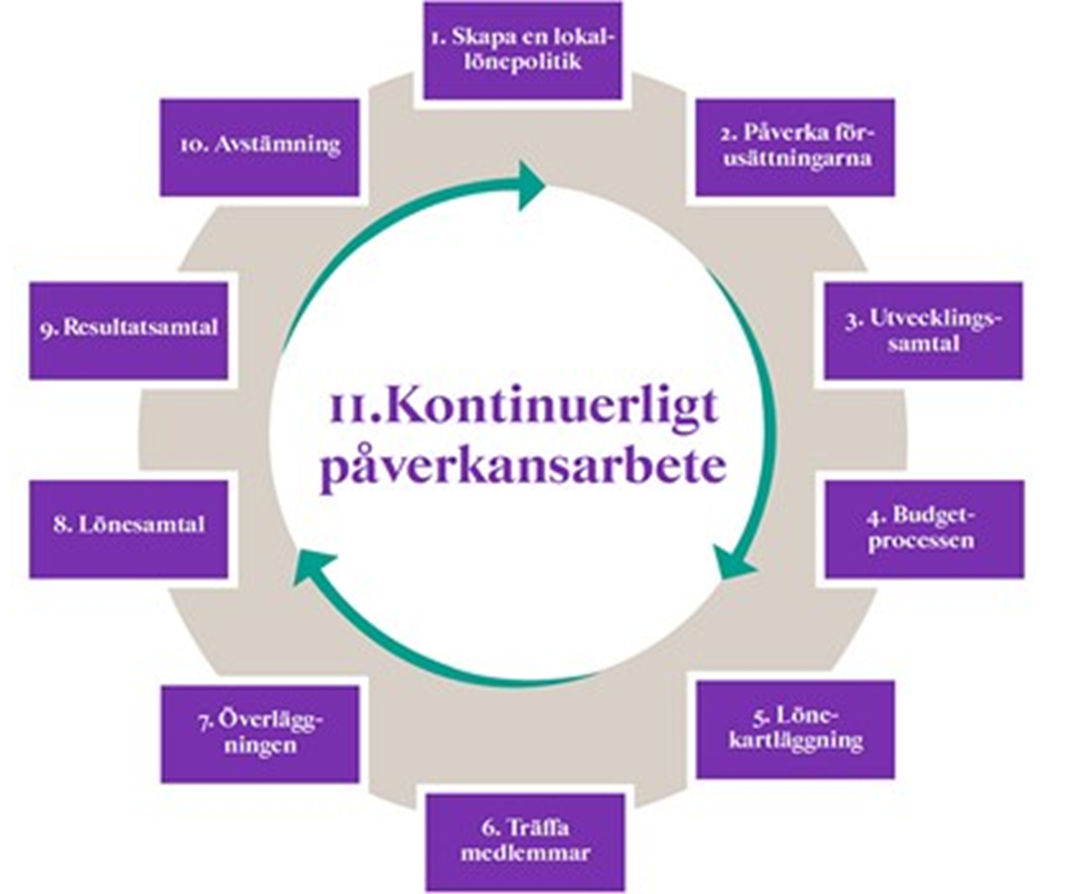 1. Skapa en lokal-
lönepolitik
2. Påverka för-
usättningarna
3. Utvecklings-
samtal
4. Budget-
processen
5. Löne-
kartläggning
6. Träffa
medlemmar
7. Överlägg-
ningen
8. Lönesamtal
9. Resultatsamtal
10. Avstämning
11.Kontinuerligt
påverkansarbete